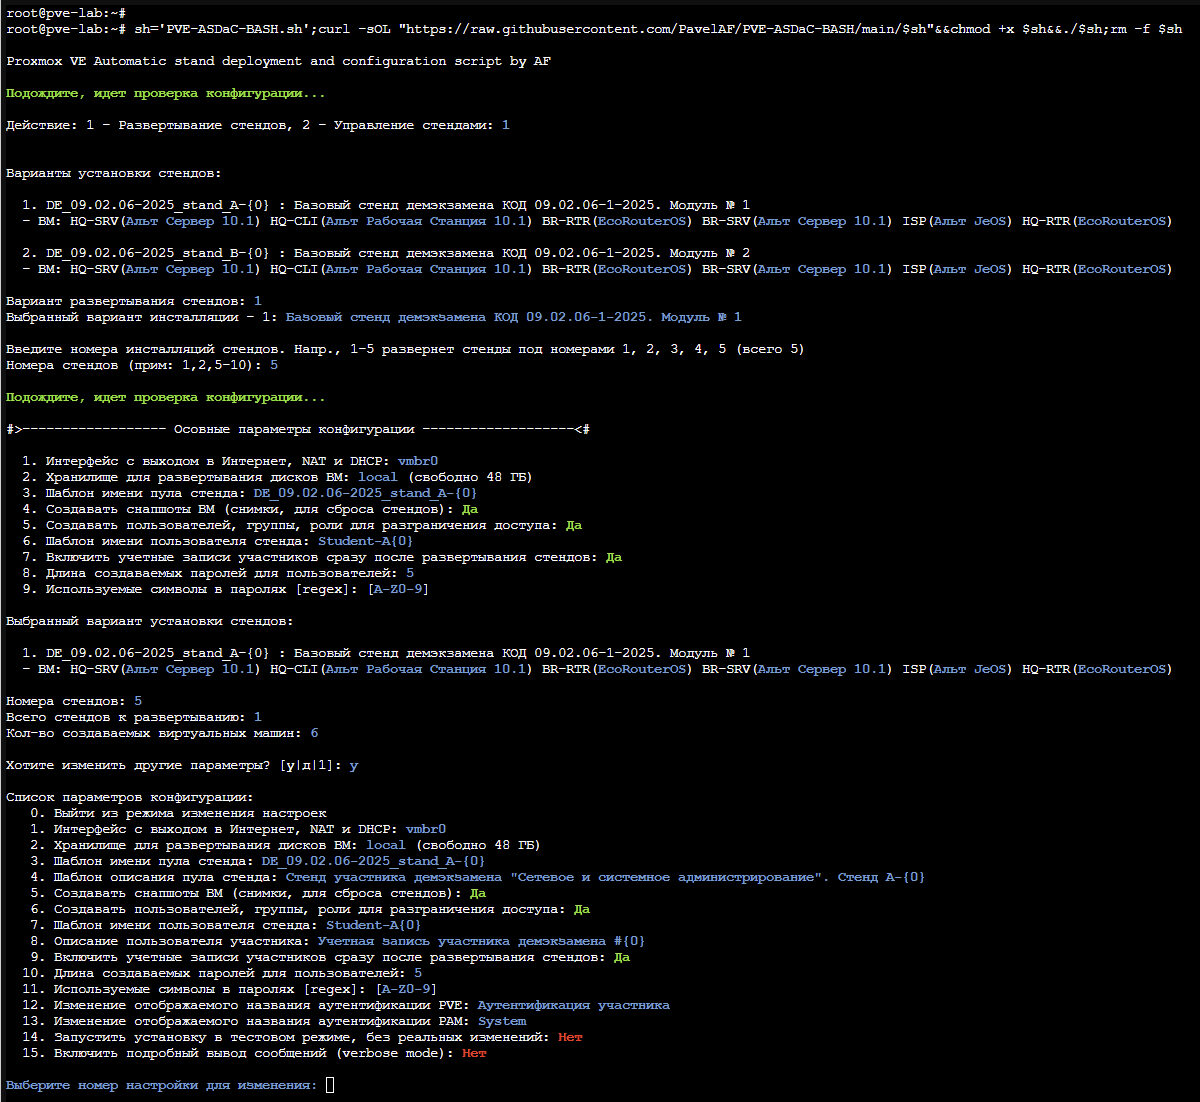 root@pve-lab:~#
root@pve-lab:~# sh='PVE-ASDaC-BASH.sh';curl -sOL "https://raw.githubusercontent.com/PavelAF/PVE-ASDaC-BASH/main/$sh"&&chmod +x $sh&&./$sh;rm -f $sh
Proxmox VE Automatic stand deployment and configuration script by AF
Подождите, идет проверка конфигурации...
Действие: 1 - Развертывание стендов, 2 - Управление стендами: 1
Варианты установки стендов:
1. DE_09.02.06-2025_stand_A-{0} : Базовый стенд демэкзамена КОД 09.02.06-1-2025. Модуль № 1
- ВМ: HQ-SRV(Альт Сервер 10.1) HQ-CLI(Альт Рабочая Станция 10.1) BR-RTR(EcoRouterOS) BR-SRV(Альт Сервер 10.1) ISP(Альт JeOS) HQ-RTR(EcoRouterOS)
2. DE_09.02.06-2025_stand_B-{0} : Базовый стенд демэкзамена КОД 09.02.06-1-2025. Модуль № 2
- ВМ: HQ-SRV(Альт Сервер 10.1) HQ-CLI(Альт Рабочая Станция 10.1) BR-RTR(EcoRouterOS) BR-SRV(Альт Сервер 10.1) ISP(Альт JeOS) HQ-RTR(EcoRouterOS)
Вариант развертывания стендов: 1
Выбранный вариант инсталляции - 1: Базовый стенд демэкзамена КОД 09.02.06-1-2025. Модуль № 1
Введите номера инсталляций стендов. Напр., 1-5 развернет стенды под номерами 1, 2, 3, 4, 5 (всего 5)
Номера стендов (прим: 1,2,5-10): 5
Подождите, идет проверка конфигурации...
#>------------------ Осовные параметры конфигурации -------------------<#
1. Интерфейс с выходом в Интернет, NAT и DHCP: vmbr0
2. Хранилище для развертывания дисков ВМ: local (свободно 48 ГБ)
3. Шаблон имени пула стенда: DE_09.02.06-2025_stand_A-{0}
4. Создавать снапшоты ВМ (снимки, для сброса стендов): Да
5. Создавать пользователей, группы, роли для разграничения доступа: Да
6. Шаблон имени пользователя стенда: Student-A{0}
7. Включить учетные записи участников сразу после развертывания стендов: Да
8. Длина создаваемых паролей для пользователей: 5
9. Используемые символы в паролях [regex]: [A-Z0-9]
Выбранный вариант установки стендов:
1. DE_09.02.06-2025_stand_A-{0} : Базовый стенд демэкзамена КОД 09.02.06-1-2025. Модуль № 1
- ВМ: HQ-SRV(Альт Сервер 10.1) HQ-CLI(Альт Рабочая Станция 10.1) BR-RTR(EcoRouterOS) BR-SRV(Альт Сервер 10.1) ISP(Альт JeOS) HQ-RTR(EcoRouterOS)
Номера стендов: 5
Всего стендов к развертыванию: 1
Кол-во создаваемых виртуальных машин: 6
Хотите изменить другие параметры? [y|д|1]: y
Список параметров конфигурации:
0. Выйти из режима изменения настроек
1. Интерфейс с выходом в Интернет, NAT и DHCP: vmbr0
2. Хранилище для развертывания дисков ВМ: local (свободно 48 ГБ)
3. Шаблон имени пула стенда: DE_09.02.06-2025_stand_A-{0}
4. Шаблон описания пула стенда: Стенд участника демэкзамена "Сетевое и системное администрирование". Стенд A-{0}
5. Создавать снапшоты ВМ (снимки, для сброса стендов): Да
6. Создавать пользователей, группы, роли для разграничения доступа: Да
7. Шаблон имени пользователя стенда: Student-A{0}
8. Описание пользователя участника: Учетная запись участника демэкзамена #{0}
9. Включить учетные записи участников сразу после развертывания стендов: Да
10. Длина создаваемых паролей для пользователей: 5
11. Используемые символы в паролях [regex]: [A-Z0-9]
12. Изменение отображаемого названия аутентификации PVE: Аутентификация участника
13. Изменение отображаемого названия аутентификации PAM: System
14. Запустить установку в тестовом режиме, без реальных изменений: Нет
15. Включить подробный вывод сообщений (verbose mode): Нет
Выберите номер настройки для изменения: